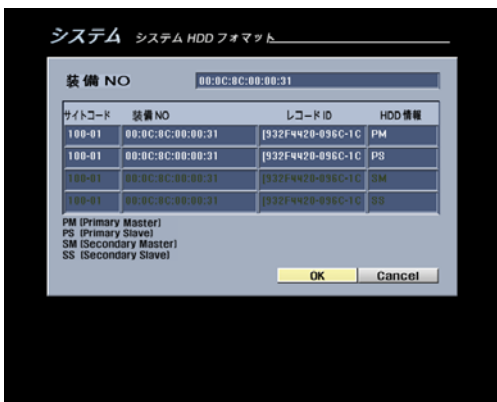 システム システム HDD フォマット
装備 NO 00:0C:8C:00:00:31
サイトコード 装備 NO レコード ID HDD 情報
100-01 00:0C:8C:00:00:31 [932F4420-096C-1C PM
100-01 00:0C:8C:00:00:31 [932F4420-096C-1C PS
100-01 00:0C:8C:00:00:31 [932F4420-096C-1C SM
100-01 00:0C:8C:00:00:31 [932F4420-096C-1C SS
PM (Primary Master)
PS (Primary Slave)
SM (Secondary Master)
SS (Secondary Slave)
OK Cancel